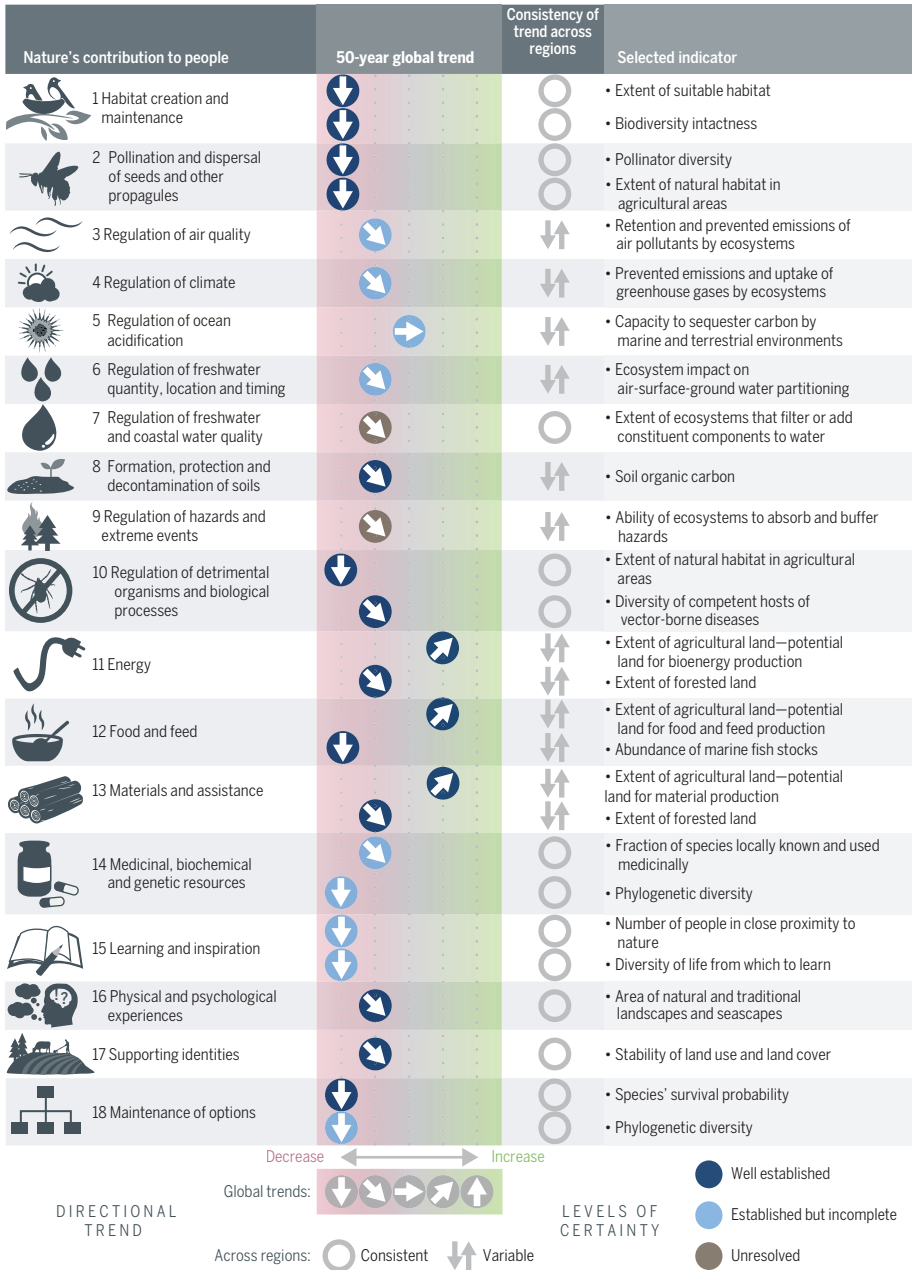 Nature's contribution to people
50-year global trend
Consistency of
trend across
regions
Selected indicator
1 Habitat creation and
maintenance
• Extent of suitable habitat
• Biodiversity intactness
2 Pollination and dispersal
of seeds and other
propagules
• Pollinator diversity
• Extent of natural habitat in
agricultural areas
3 Regulation of air quality
• Retention and prevented emissions of
air pollutants by ecosystems
4 Regulation of climate
• Prevented emissions and uptake of
greenhouse gases by ecosystems
5 Regulation of ocean
acidification
• Capacity to sequester carbon by
marine and terrestrial environments
6 Regulation of freshwater
quantity, location and timing
• Ecosystem impact on
air-surface-ground water partitioning
7 Regulation of freshwater
and coastal water quality
• Extent of ecosystems that filter or add
constituent components to water
8 Formation, protection and
decontamination of soils
• Soil organic carbon
9 Regulation of hazards and
extreme events
• Ability of ecosystems to absorb and buffer
hazards
10 Regulation of detrimental
organisms and biological
processes
• Extent of natural habitat in agricultural
areas
• Diversity of competent hosts of
vector-borne diseases
11 Energy
• Extent of agricultural land—potential
land for bioenergy production
• Extent of forested land
12 Food and feed
• Extent of agricultural land—potential
land for food and feed production
• Abundance of marine fish stocks
13 Materials and assistance
• Extent of agricultural land—potential
land for material production
• Extent of forested land
14 Medicinal, biochemical
and genetic resources
• Fraction of species locally known and used
medicinally
• Phylogenetic diversity
15 Learning and inspiration
• Number of people in close proximity to
nature
• Diversity of life from which to learn
16 Physical and psychological
experiences
!?
• Area of natural and traditional
landscapes and seascapes
17 Supporting identities
• Stability of land use and land cover
18 Maintenance of options
• Species' survival probability
• Phylogenetic diversity
Decrease
Increase
DIRECTIONAL
TREND
Global trends:
Across regions:
Consistent
Variable
LEVELS OF
CERTAINTY
Well established
Established but incomplete
Unresolved